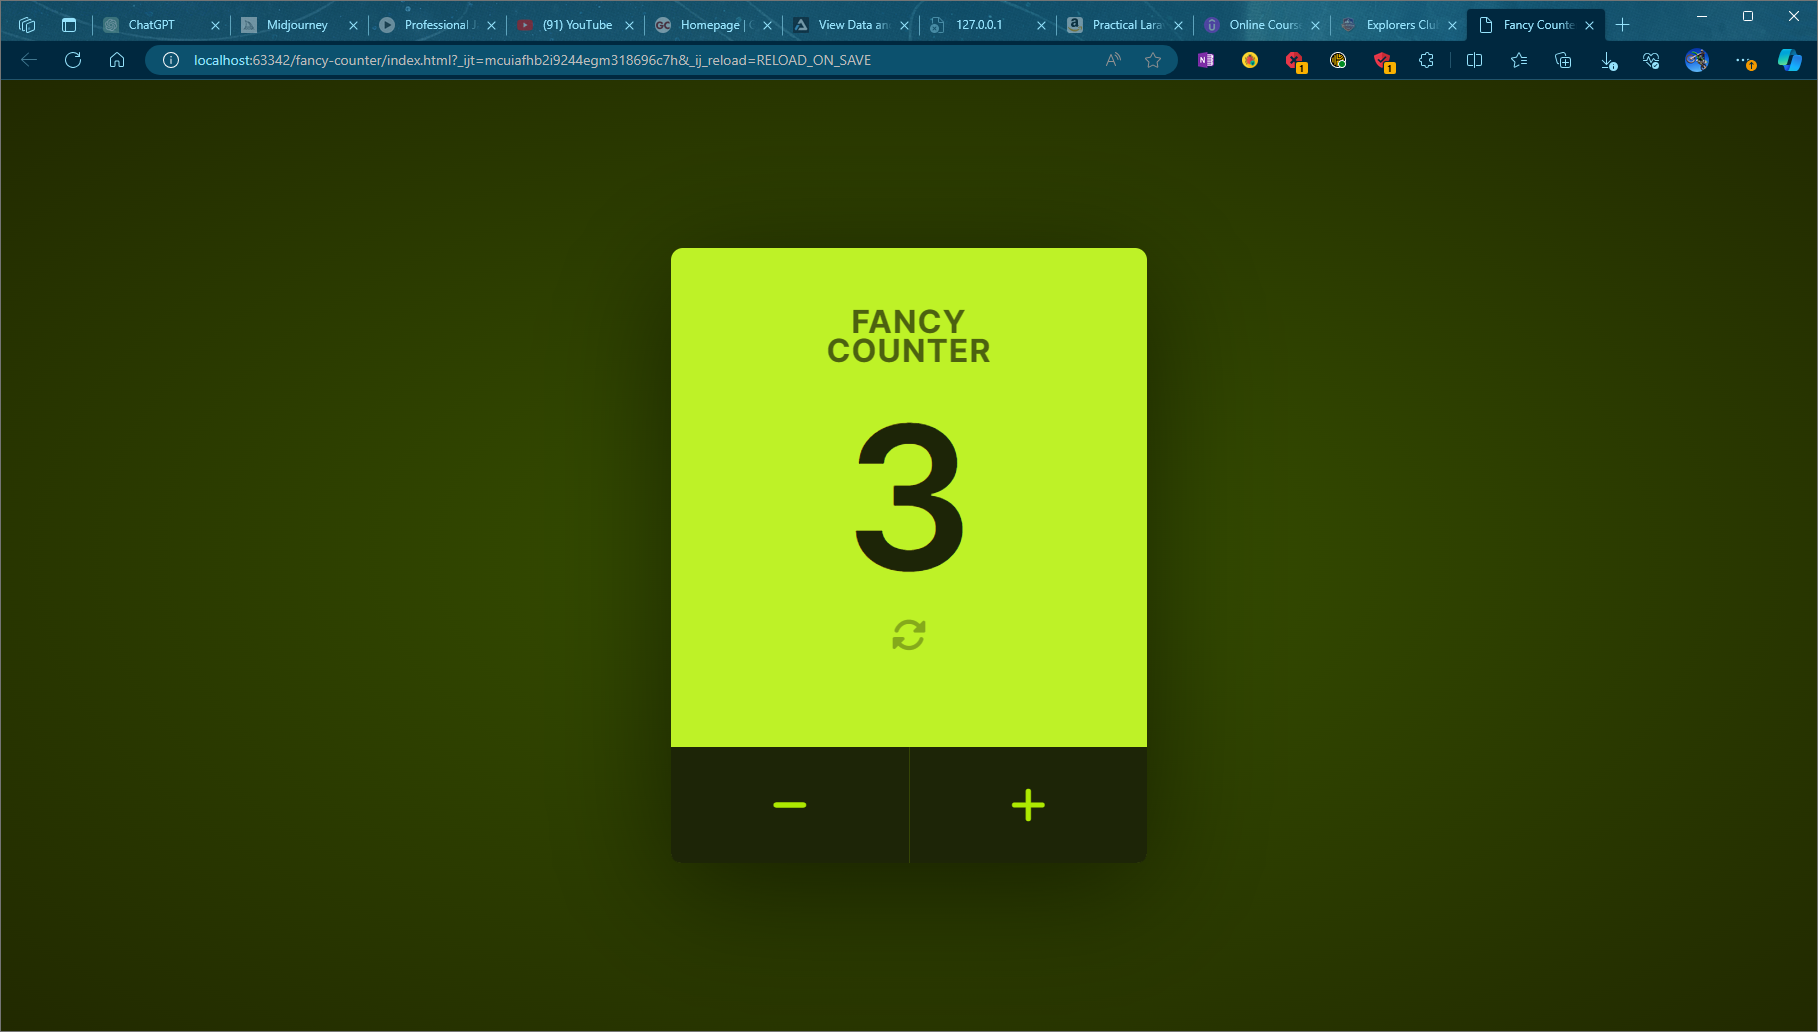 ChatGPT
Midjourney
Professional
(91) YouTube
Homepage |
View Data an
127.0.0.1
Practical Lara
Online Cours
Explorers Clu
Fancy Counte
localhost:63342/fancy-counter/index.html?_ijt=mcuiafhb2i9244egm318696c7h&_ij_reload=RELOAD_ON_SAVE
FANCY
COUNTER
3